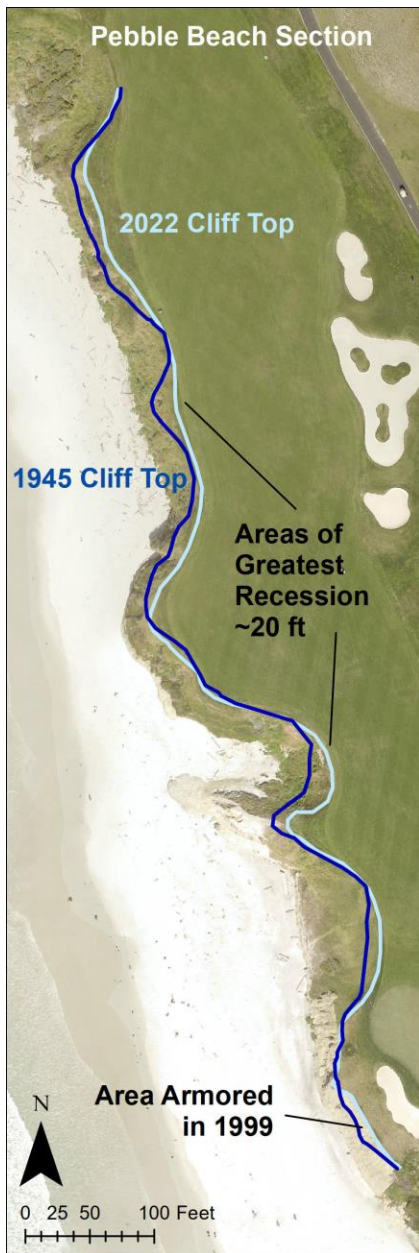 Pebble Beach Section
2022 Cliff Top
1945 Cliff Top
Areas of
Greatest
Recession
~20 ft
Area Armored
in 1999
N
0 25 50 100 Feet